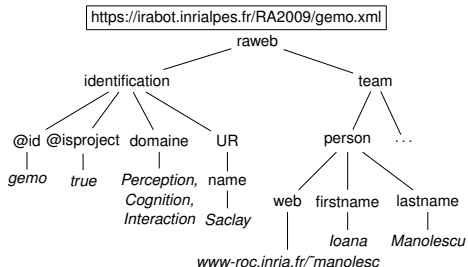 https://irabot.inrialpes.fr/RA2009/gemo.xml
raweb
identification team
@id @isproject domaine UR person . . .
gemo true Perception, name web firstname lastname
Cognition,
Interaction Saclay Ioana Manolescu
www-roc.inria.fr/~manolesc